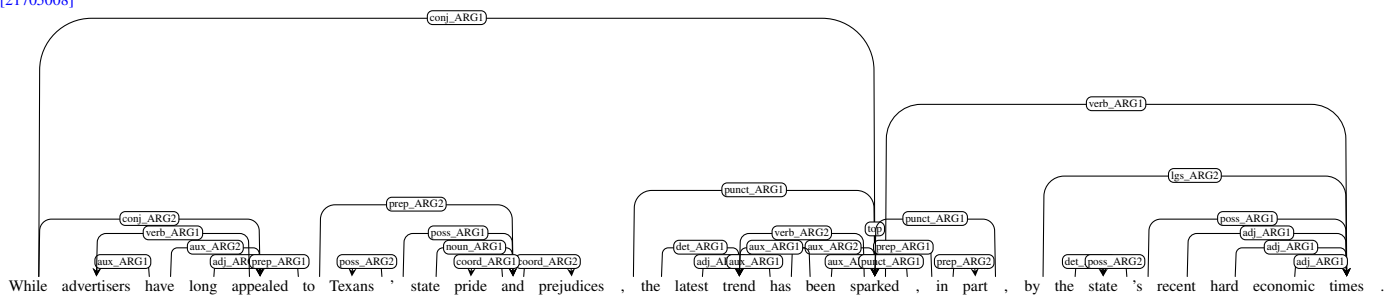 [21703008]
conj_ARG1
verb_ARG1
lgs_ARG2
punct_ARG1
prep_ARG2
conj_ARG2 punct_ARG1 poss_ARG1
top
verb_ARG1 poss_ARG1 verb_ARG2 adj_ARG1
aux_ARG2 noun_ARG1 det_ARG1 aux_ARG1 aux_ARG2 prep_ARG1 adj_ARG1
aux_ARG1 prep_ARG1 poss_ARG2 coord_ARG1 coord_ARG2 aux_ARG1 punct_ARG1 prep_ARG2 poss_ARG2 adj_ARG1
While advertisers have long appealed to Texans ' state pride and prejudices , the latest trend has been sparked , in part , by the state 's recent hard economic times .